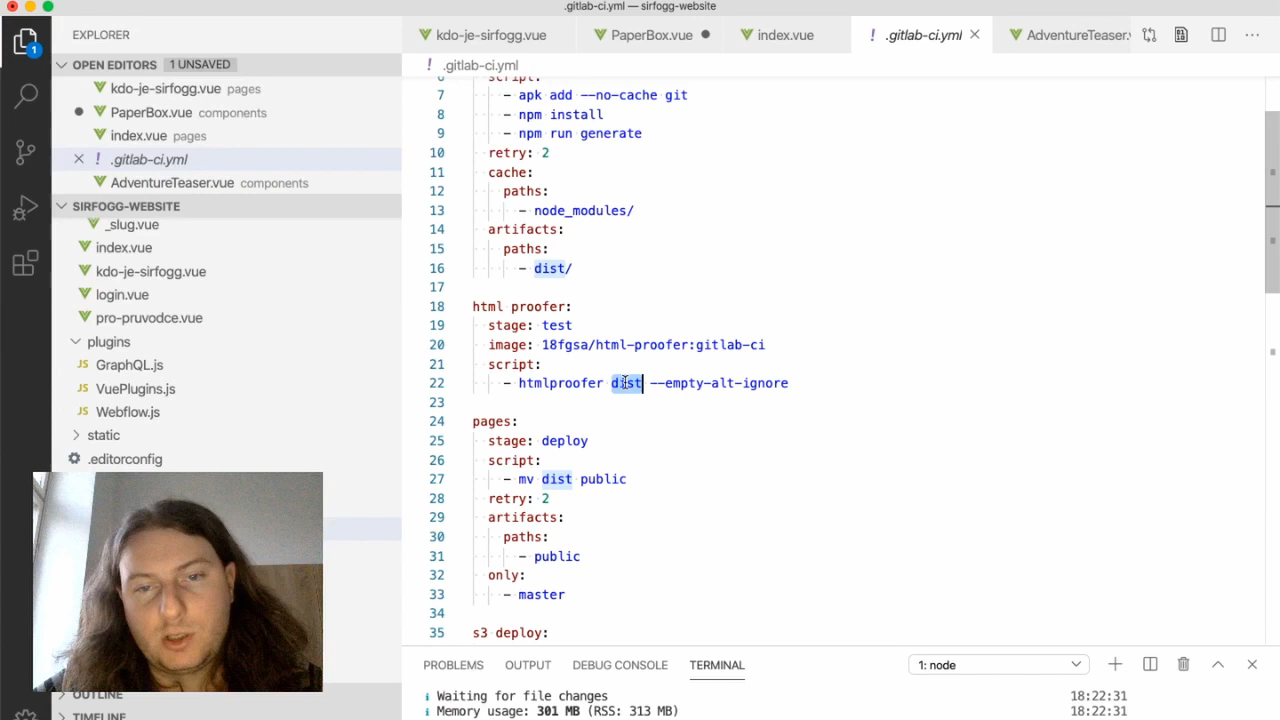 .gitlab-ci.yml — sirfogg-website
EXPLORER
kdo-je-sirfogg.vue
PaperBox.vue
index.vue
! .gitlab-ci.yml
AdventureTeaser.v
OPEN EDITORS 1 UNSAVED
kdo-je-sirfogg.vue pages
PaperBox.vue components
index.vue pages
! .gitlab-ci.yml
AdventureTeaser.vue components
SIRFOGG-WEBSITE
_slug.vue
index.vue
kdo-je-sirfogg.vue
login.vue
pro-pruvodce.vue
plugins
JS GraphQL.js
JS VuePlugins.js
JS Webflow.js
static
.editorconfig
OUTLINE
TIMELINE
1
! .gitlab-ci.yml
6 script:
7 - apk add --no-cache git
8 - npm install
9 - npm run generate
10 retry: 2
11 cache:
12 paths:
13 - node_modules/
14 artifacts:
15 paths:
16 - dist/
17
18 html proofer:
19 stage: test
20 image: 18fgsa/html-proofer:gitlab-ci
21 script:
22 - htmlproofer dist --empty-alt-ignore
23
24 pages:
25 stage: deploy
26 script:
27 - mv dist public
28 retry: 2
29 artifacts:
30 paths:
31 - public
32 only:
33 - master
34
35 s3 deploy:
PROBLEMS OUTPUT DEBUG CONSOLE TERMINAL 1: node
i Waiting for file changes 18:22:31
i Memory usage: 301 MB (RSS: 313 MB) 18:22:31